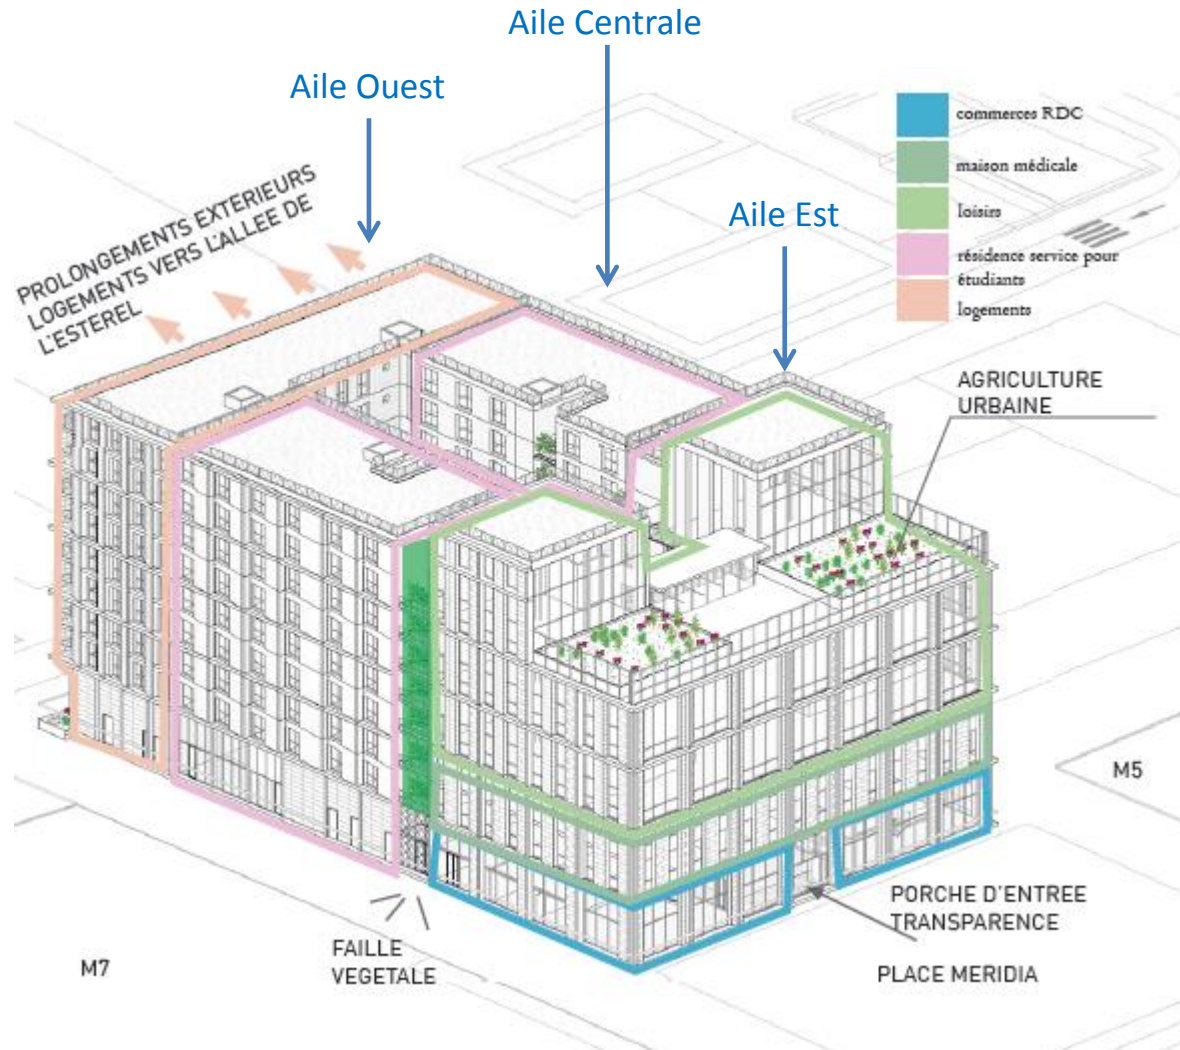 Aile Centrale
Aile Ouest
Aile Est
commerces RDC
maison médicale
loisirs
résidence service pour
étudiants
logements
PROLONGEMENTS EXTERIEURS
LOGEMENTS VERS L'ALLEE DE
L'ESTEREL
AGRICULTURE
URBAINE
M5
PORCHE D'ENTREE
TRANSPARENCE
PLACE MERIDIA
FAILLE
VEGETALE
M7